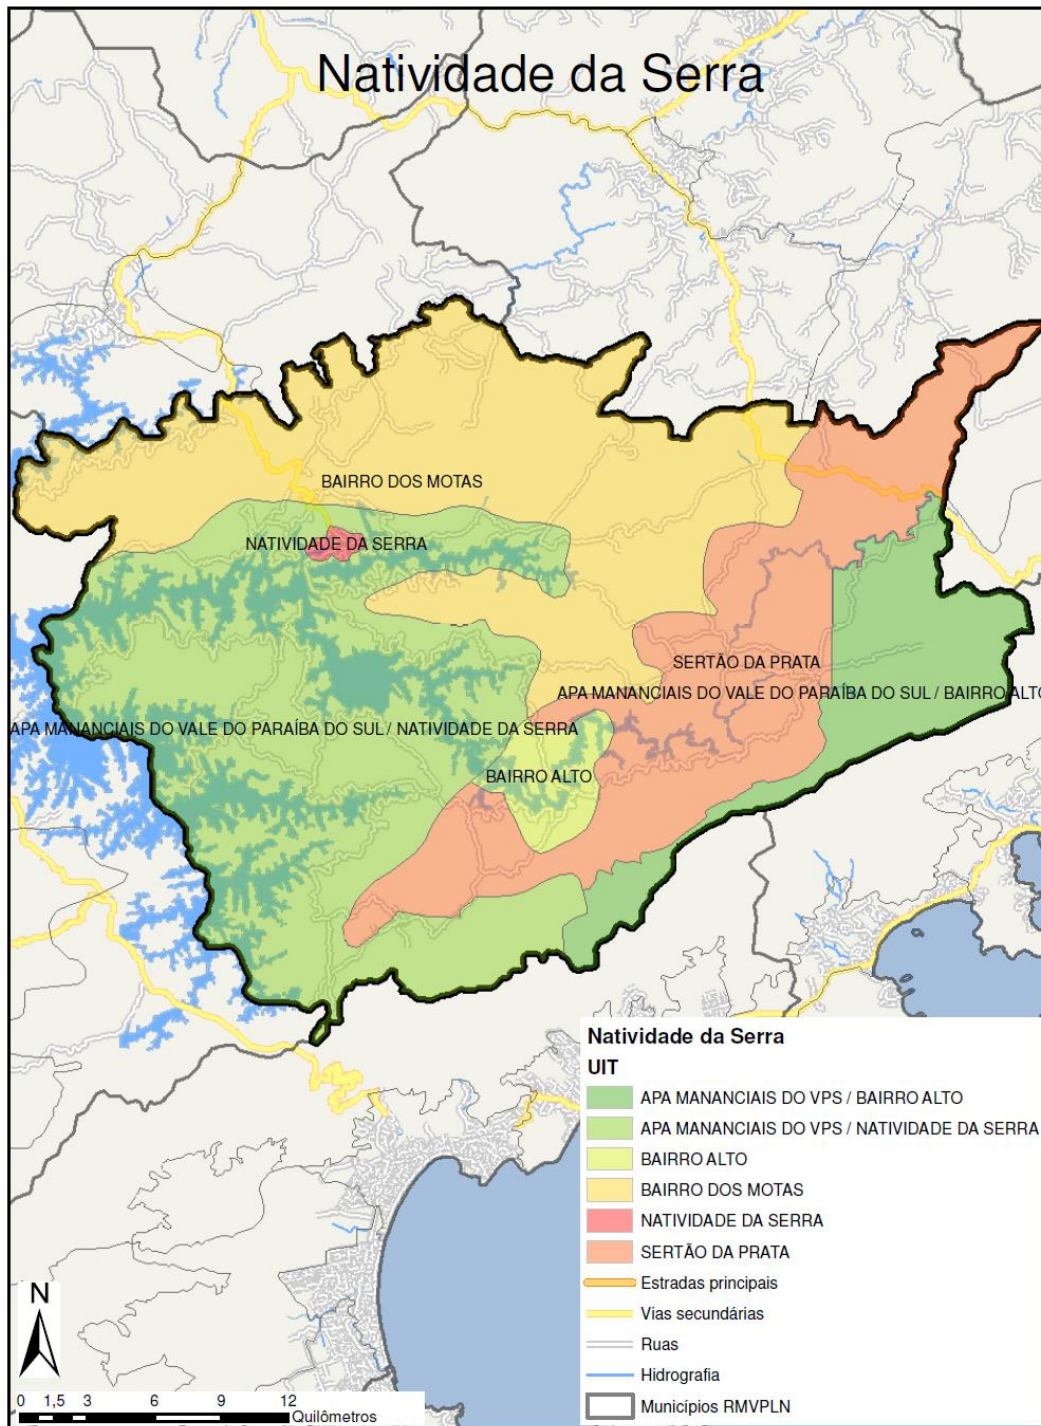 Natividade da Serra
BAIRRO DOS MOTAS
NATIVIDADE DA SERRA
SERTÃO DA PRATA
APA MANANCIAIS DO VALE DO PARAÍBA DO SUL / BAIRRO ALTO
APA MANANCIAIS DO VALE DO PARAÍBA DO SUL / NATIVIDADE DA SERRA
BAIRRO ALTO
Natividade da Serra
UIT
APA MANANCIAIS DO VPS / BAIRRO ALTO
APA MANANCIAIS DO VPS / NATIVIDADE DA SERRA
BAIRRO ALTO
BAIRRO DOS MOTAS
NATIVIDADE DA SERRA
SERTÃO DA PRATA
Estradas principais
Vias secundárias
Ruas
Hidrografia
Municípios RMVPLN
N
0 1,5 3 6 9 12
Quilômetros